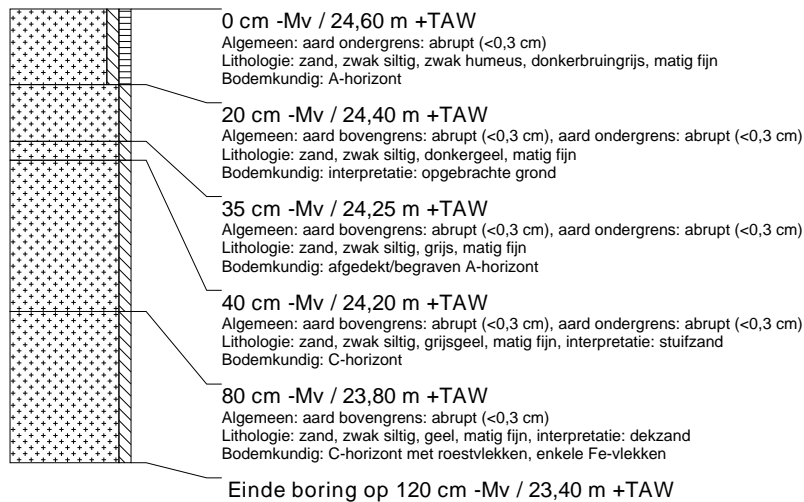 0 cm -Mv / 24,60 m +TAW
Algemeen: aard ondergrens: abrupt (<0,3 cm)
Lithologie: zand, zwak siltig, zwak humeus, donkerbruingrijs, matig fijn
Bodemkundig: A-horizont
20 cm -Mv / 24,40 m +TAW
Algemeen: aard bovengrens: abrupt (<0,3 cm), aard ondergrens: abrupt (<0,3 cm)
Lithologie: zand, zwak siltig, donkergeel, matig fijn
Bodemkundig: interpretatie: opgebrachte grond
35 cm -Mv / 24,25 m +TAW
Algemeen: aard bovengrens: abrupt (<0,3 cm), aard ondergrens: abrupt (<0,3 cm)
Lithologie: zand, zwak siltig, grijs, matig fijn
Bodemkundig: afgedekt/begraven A-horizont
40 cm -Mv / 24,20 m +TAW
Algemeen: aard bovengrens: abrupt (<0,3 cm), aard ondergrens: abrupt (<0,3 cm)
Lithologie: zand, zwak siltig, grijsgeel, matig fijn, interpretatie: stuifzand
Bodemkundig: C-horizont
80 cm -Mv / 23,80 m +TAW
Algemeen: aard bovengrens: abrupt (<0,3 cm)
Lithologie: zand, zwak siltig, geel, matig fijn, interpretatie: dekzand
Bodemkundig: C-horizont met roestvlekken, enkele Fe-vlekken
Einde boring op 120 cm -Mv / 23,40 m +TAW